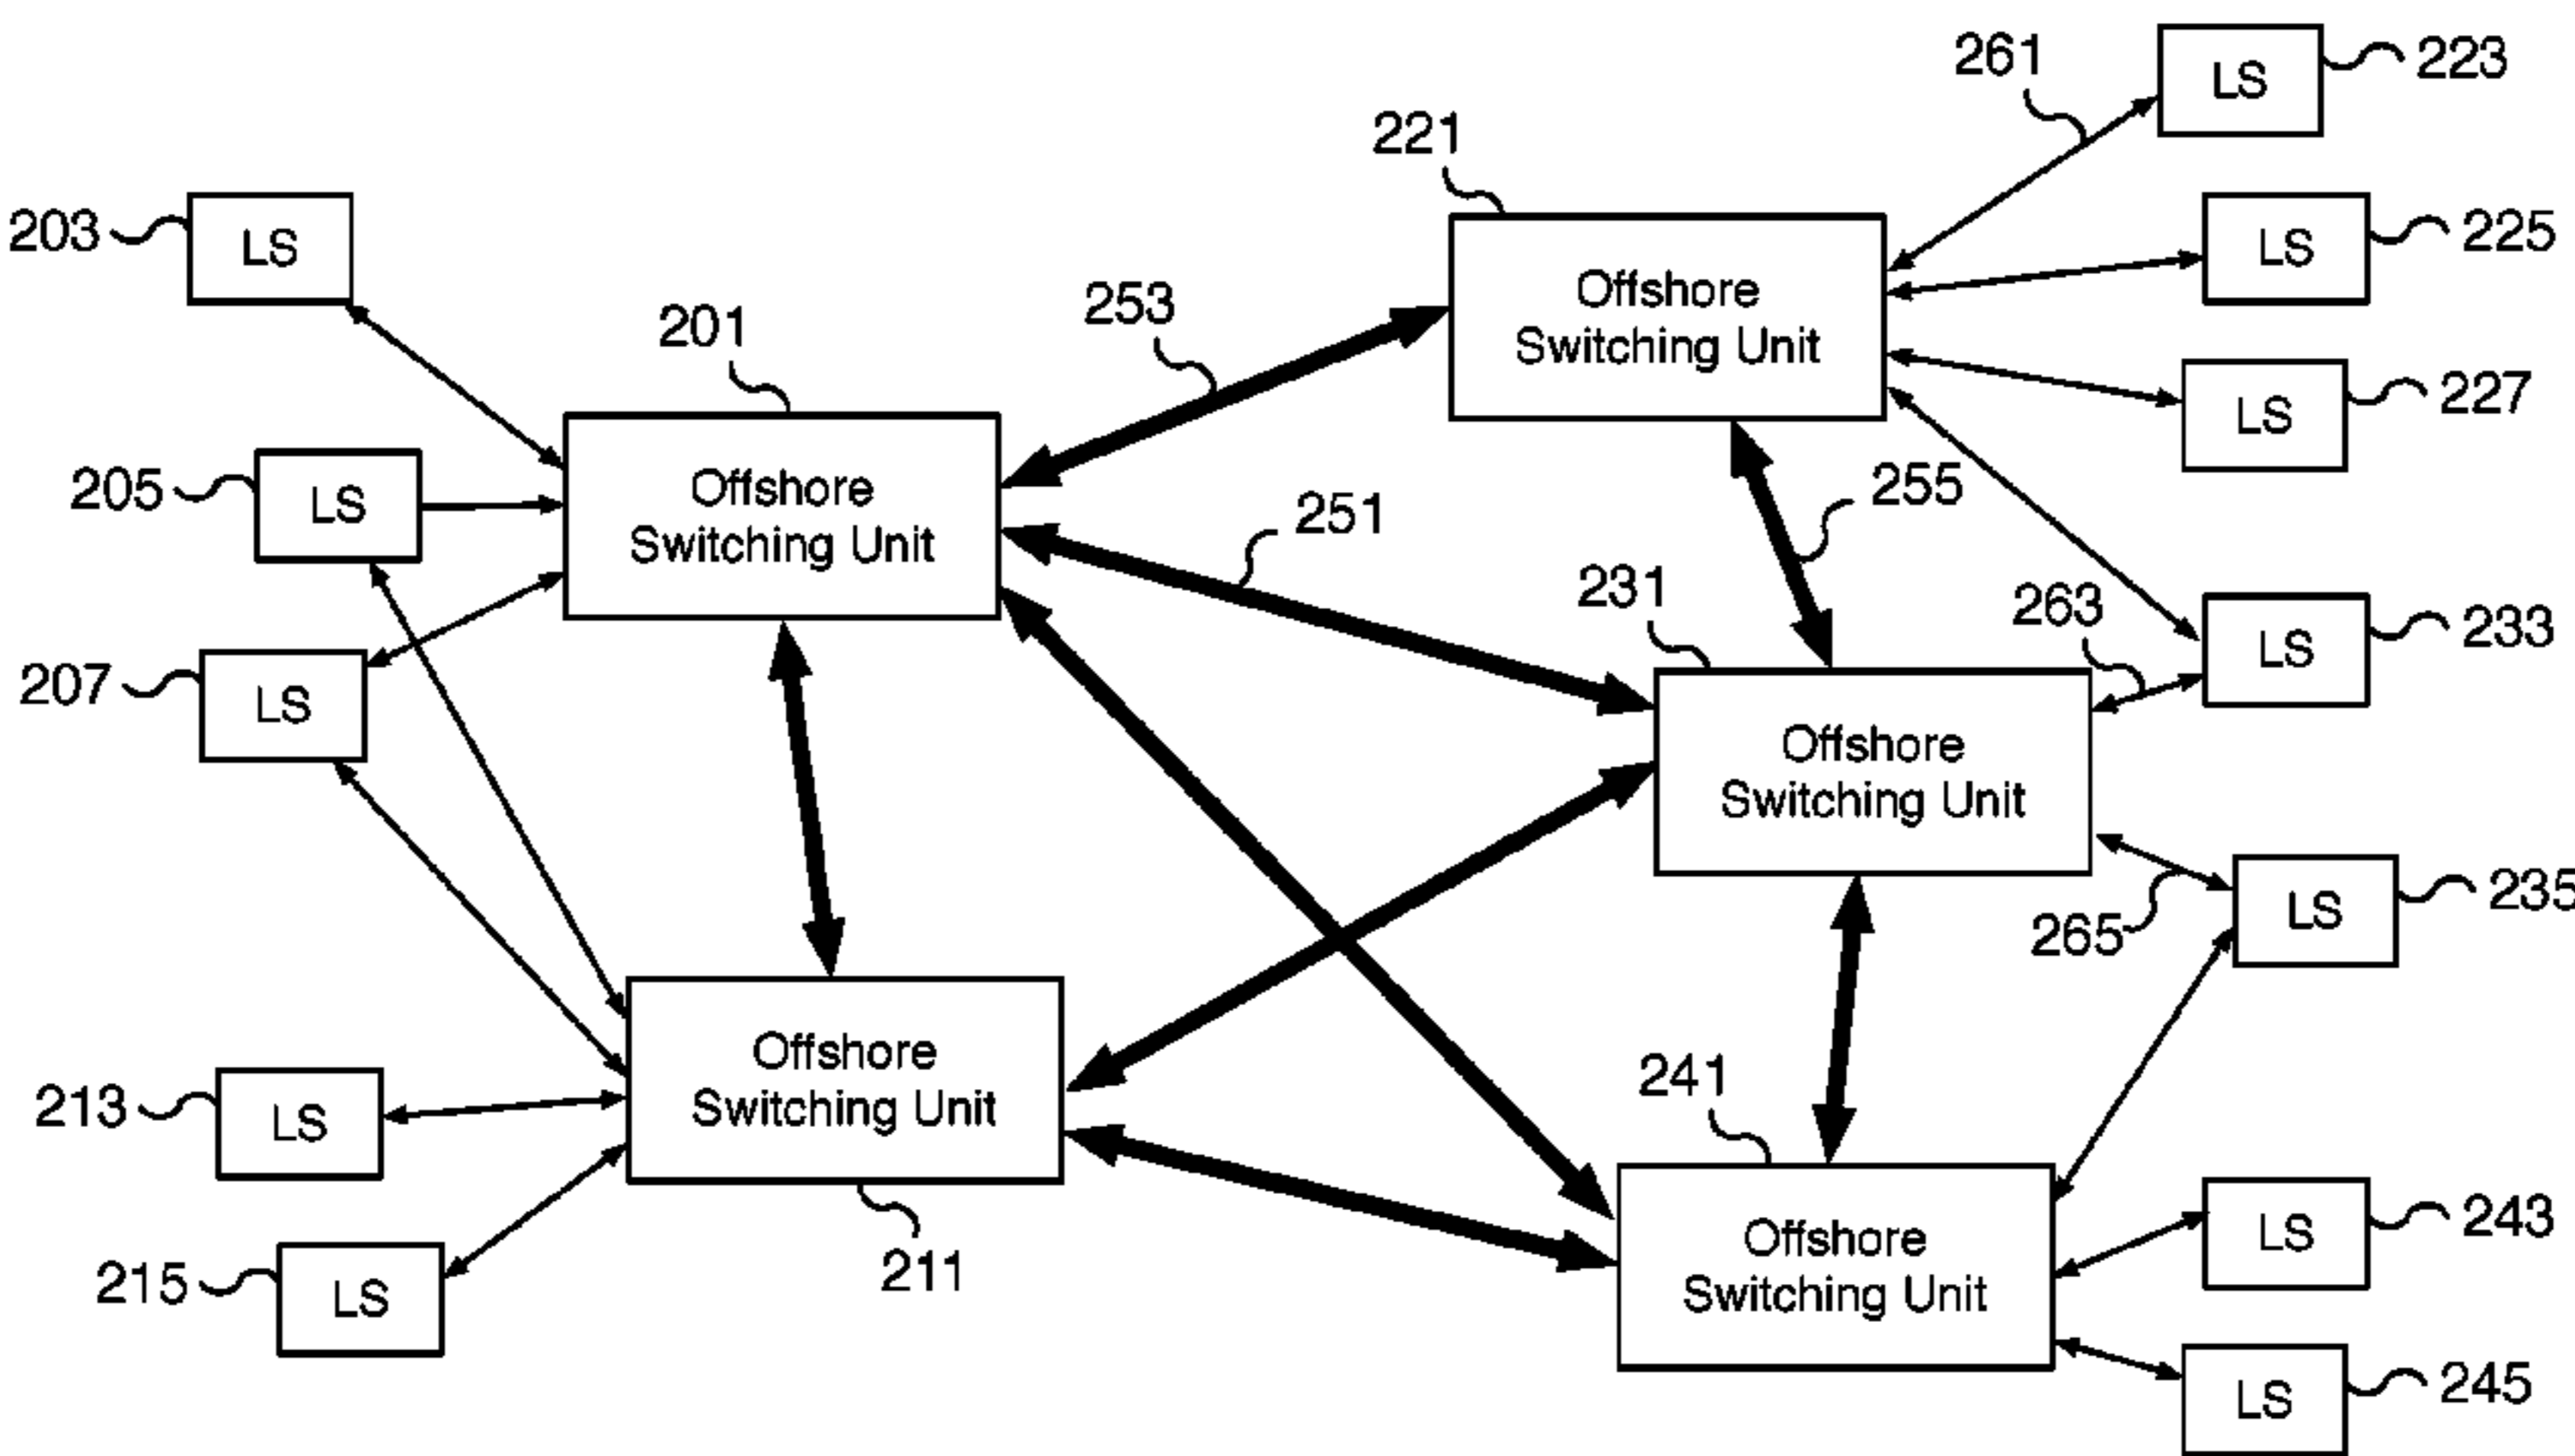 261
223
LS
221
225
LS
203
LS
Offshore
Switching Unit
253
201
227
LS
205
LS
Offshore
Switching Unit
251
255
231
263
233
LS
207
LS
Offshore
Switching Unit
235
LS
265
Offshore
Switching Unit
241
213
LS
243
LS
211
Offshore
Switching Unit
215
LS
245
LS